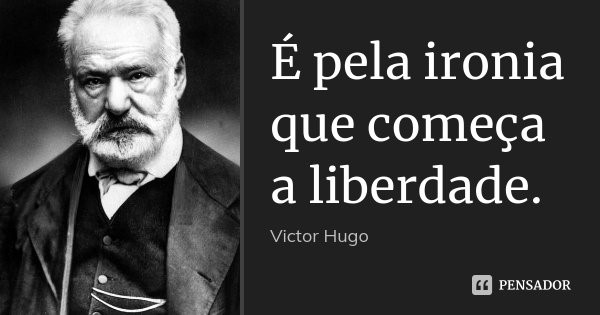 É pela ironia
que começa
a liberdade.
Victor Hugo
PENSADOR